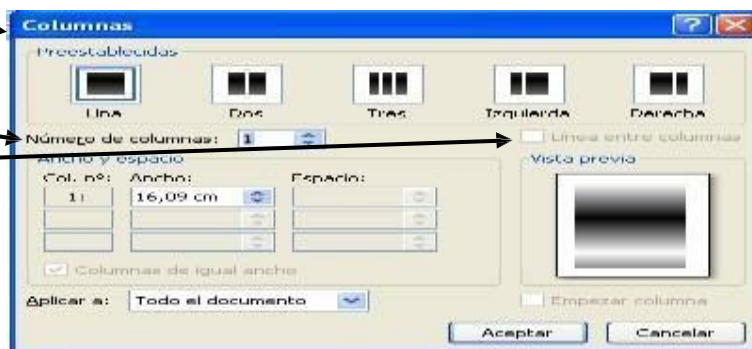 Columnas
Preestablecidas
Una Dos Tres Izquierda Derecha
Número de columnas: 1
Línea entre columnas
Ancho y espacio
Vista previa
Col. nº: Ancho: Espacio:
1: 16,09 cm
Columnas de igual ancho
Aplicar a: Todo el documento
Empezar columna
Aceptar Cancelar